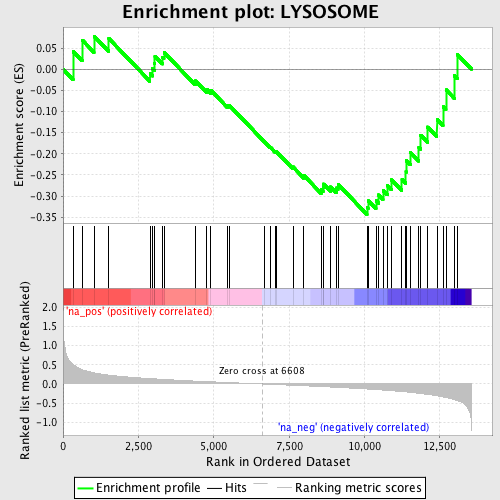 Enrichment plot: LYSOSOME
Enrichment score (ES)
0.05
0.00
-0.05
-0.10
-0.15
-0.20
-0.25
-0.30
-0.35
Ranked list metric (PreRanked)
2.0
1.5
1.0
0.5
0.0
-0.5
-1.0
'na_pos' (positively correlated)
Zero cross at 6608
'na_neg' (negatively correlated)
0
2,500
5,000
7,500
10,000
12,500
Rank in Ordered Dataset
Enrichment profile
Hits
Ranking metric scores